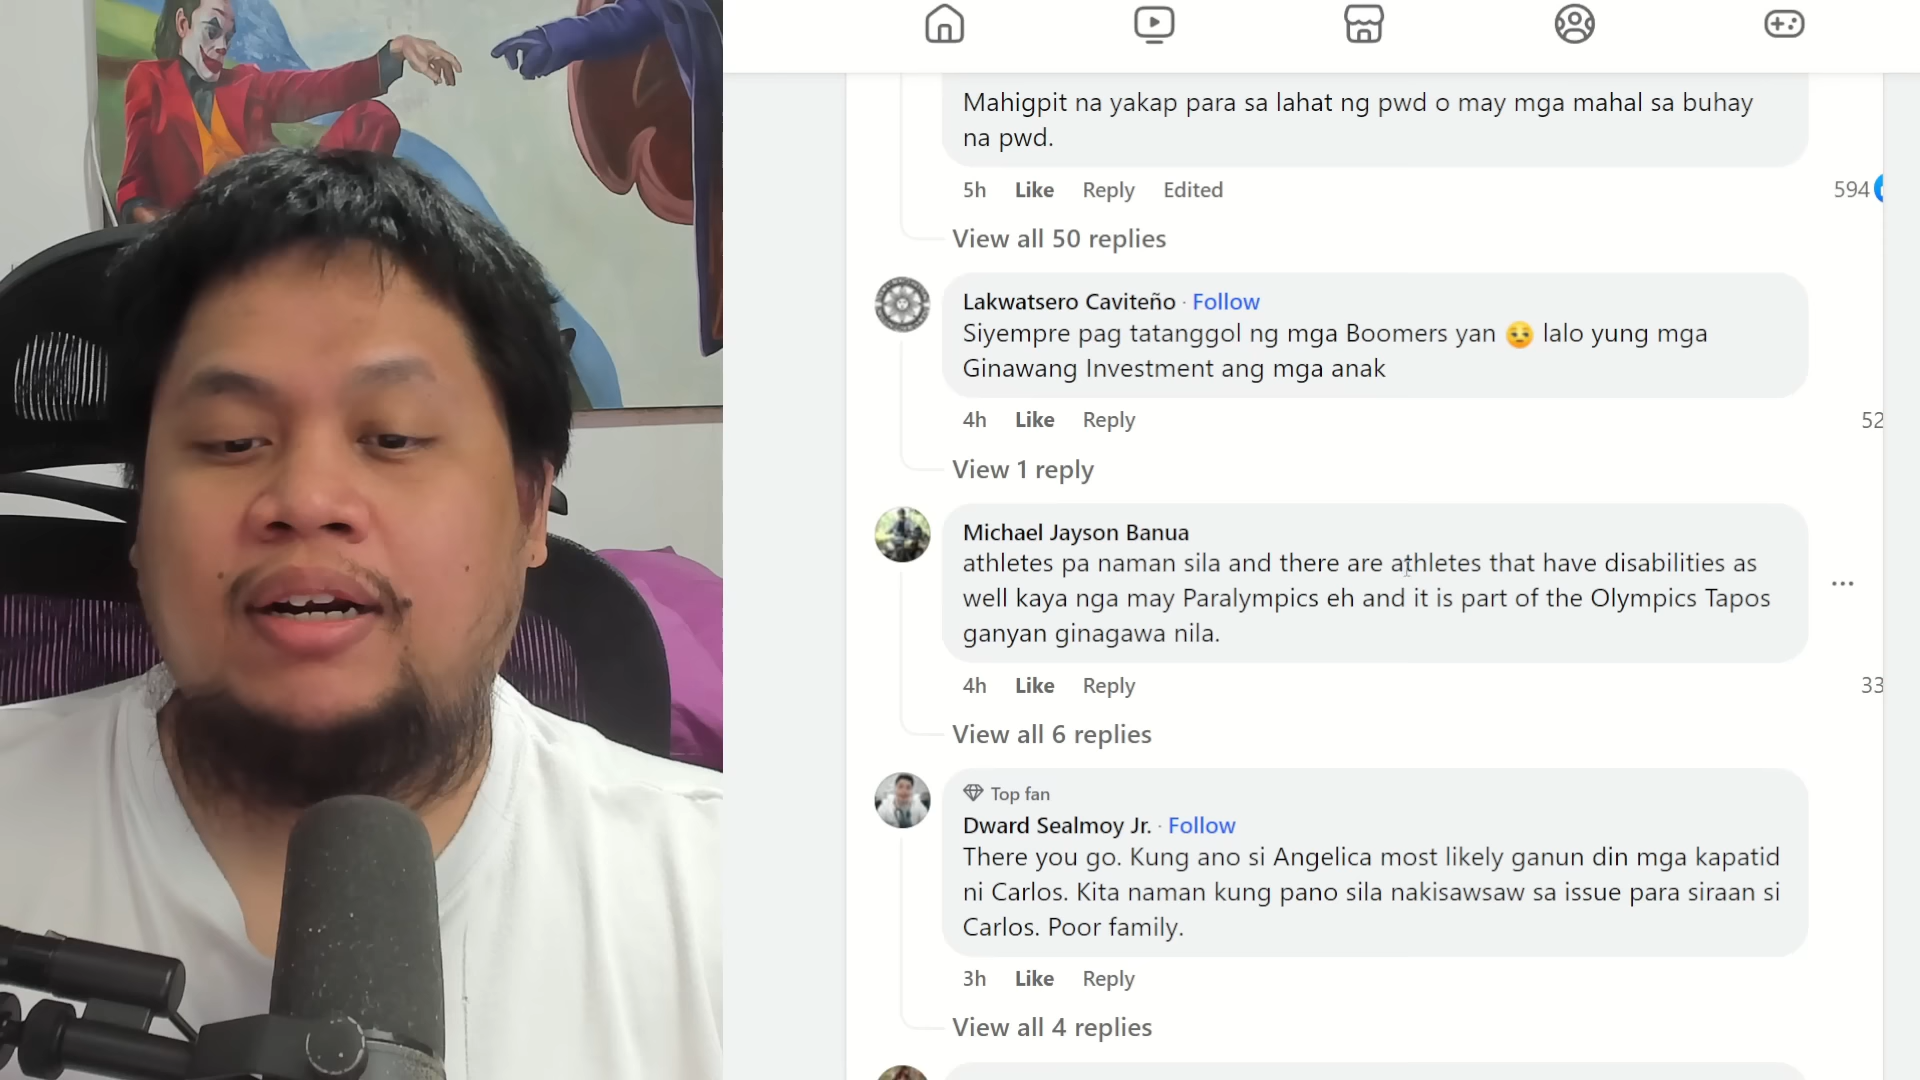 Mahigpit na yakap para sa lahat ng pwd o may mga mahal sa buhay
na pwd.
5h Like Reply Edited 594
View all 50 replies
Lakwatsero Caviteño · Follow
Siyempre pag tatanggol ng mga Boomers yan 😒 lalo yung mga
Ginawang Investment ang mga anak
4h Like Reply 52
View 1 reply
Michael Jayson Banua
athletes pa naman sila and there are athletes that have disabilities as
well kaya nga may Paralympics eh and it is part of the Olympics Tapos
ganyan ginagawa nila.
4h Like Reply 33
View all 6 replies
Top fan
Dward Sealmoy Jr. · Follow
There you go. Kung ano si Angelica most likely ganun din mga kapatid
ni Carlos. Kita naman kung pano sila nakisawsaw sa issue para siraan si
Carlos. Poor family.
3h Like Reply
View all 4 replies